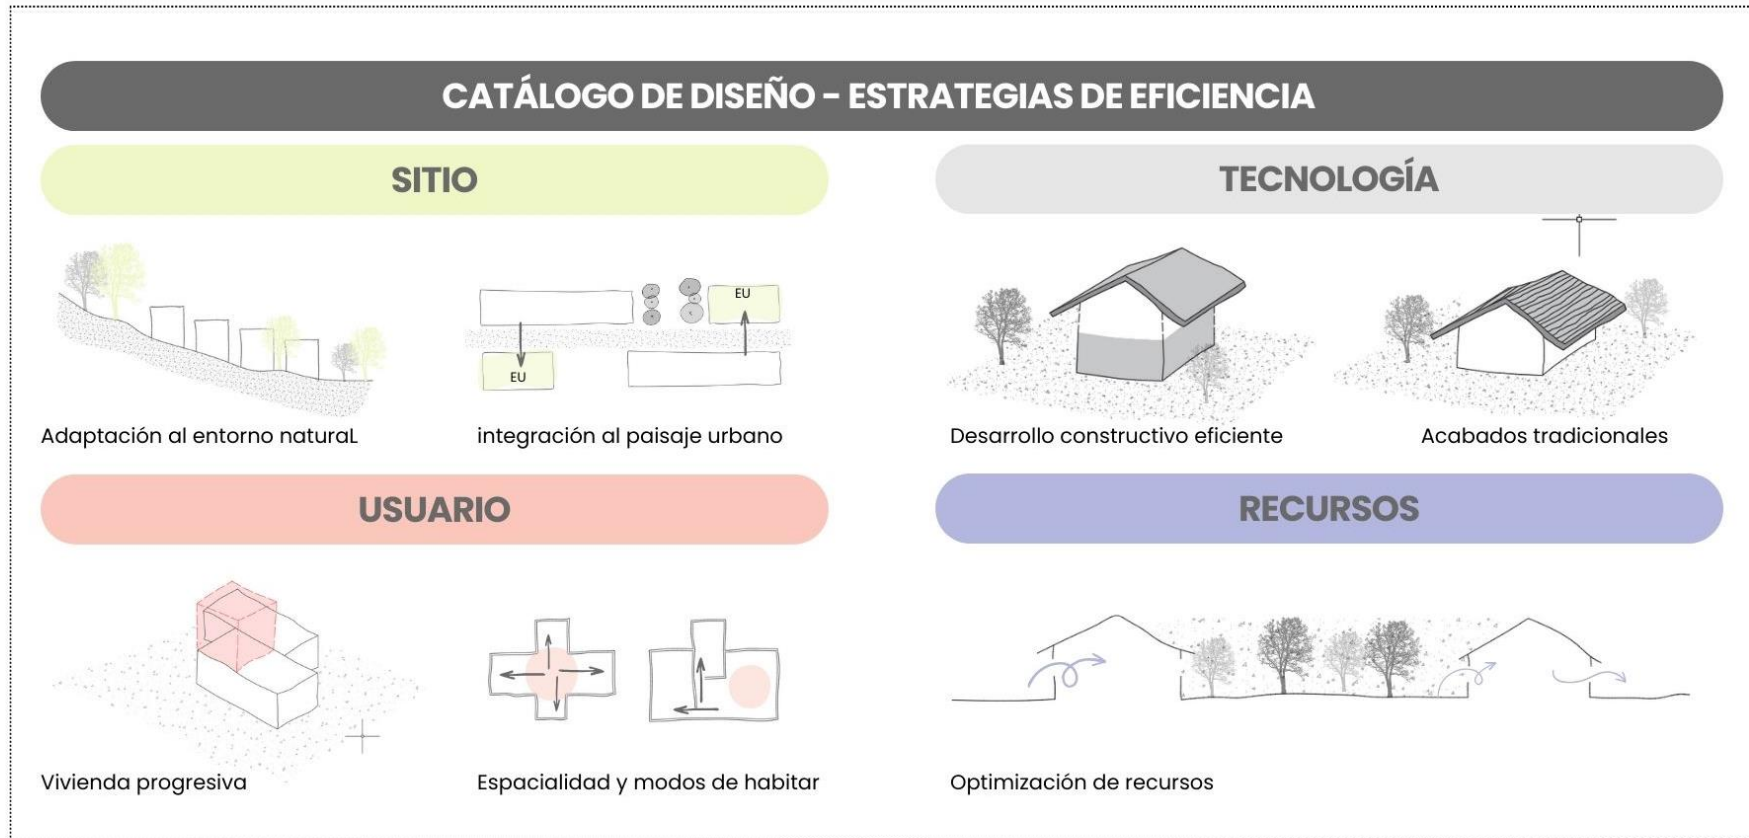 CATÁLOGO DE DISEÑO – ESTRATEGIAS DE EFICIENCIA
SITIO
EU
EU
Adaptación al entorno naturaL
integración al paisaje urbano
TECNOLOGÍA
Desarrollo constructivo eficiente
Acabados tradicionales
USUARIO
Vivienda progresiva
Espacialidad y modos de habitar
RECURSOS
Optimización de recursos